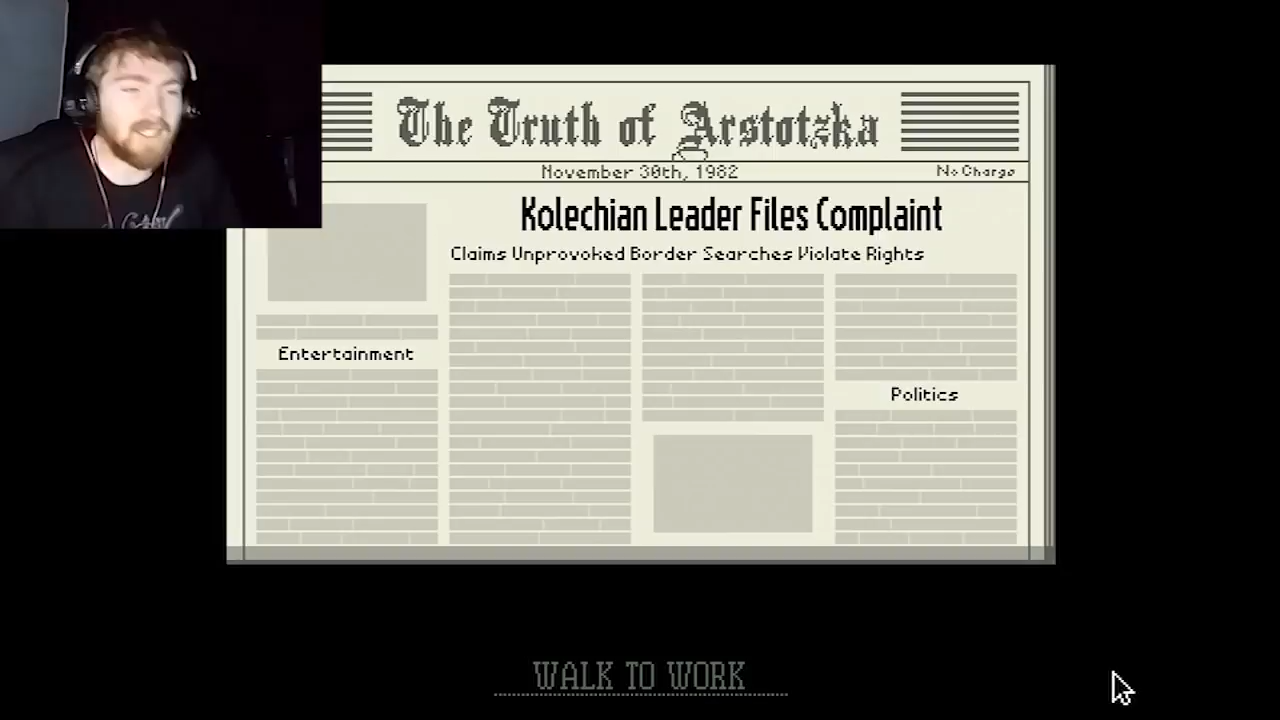 The Truth of Arstotzka
November 30th, 1982
No Charge
Kolechian Leader Files Complaint
Claims Unprovoked Border Searches Violate Rights
Entertainment
Politics
WALK TO WORK